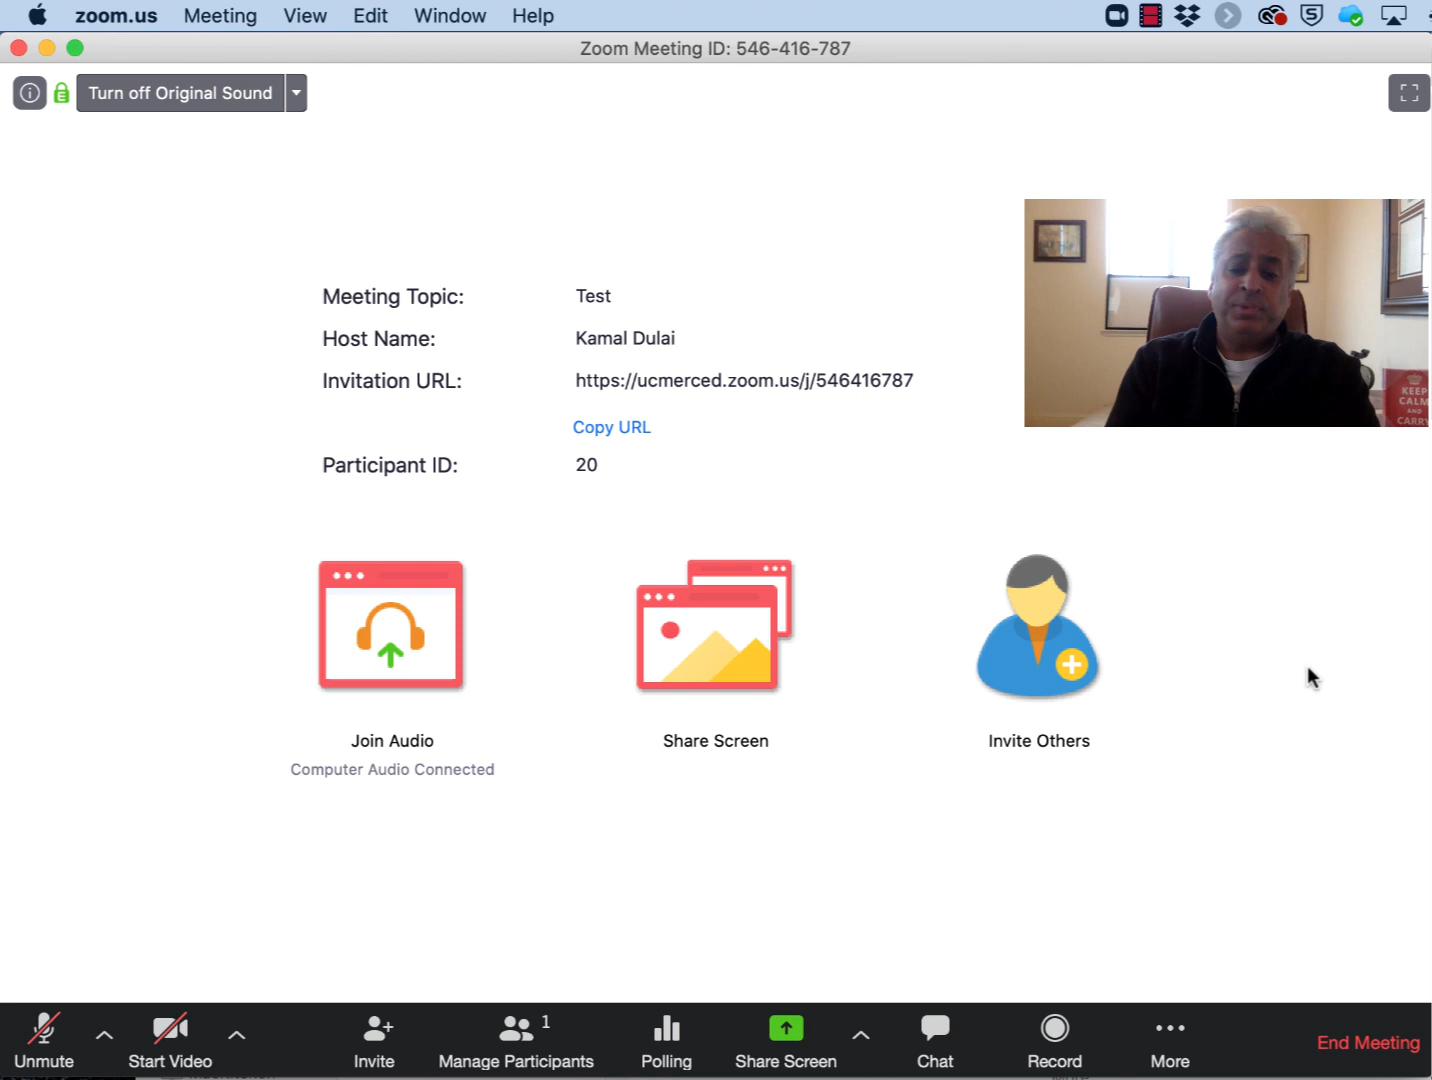 zoom.us Meeting View Edit Window Help
Zoom Meeting ID: 546-416-787
Turn off Original Sound
Meeting Topic: Test
Host Name: Kamal Dulai
Invitation URL: https://ucmerced.zoom.us/j/546416787
Copy URL
Participant ID: 20
KEEP
CALM
AND
CARRY
Join Audio Share Screen Invite Others
Computer Audio Connected
1
Unmute Start Video Invite Manage Participants Polling Share Screen Chat Record More End Meeting